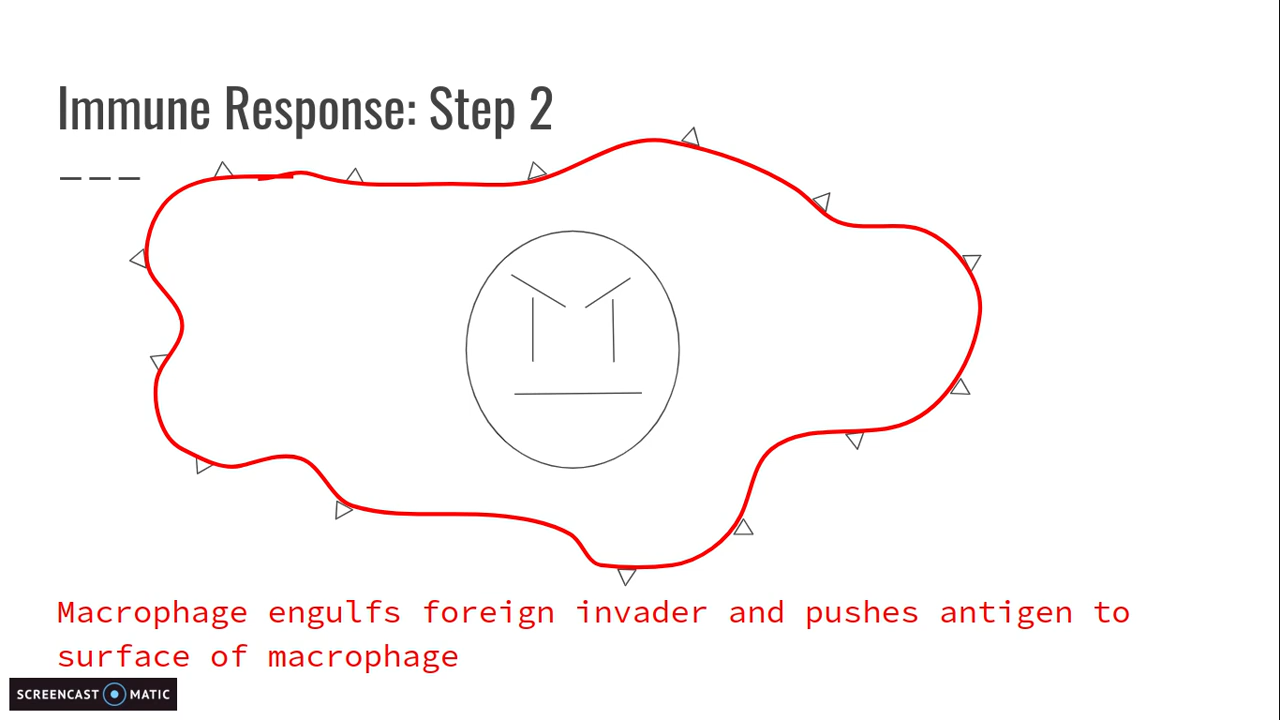 Immune Response: Step 2
Macrophage engulfs foreign invader and pushes antigen to
surface of macrophage
SCREENCAST MATIC